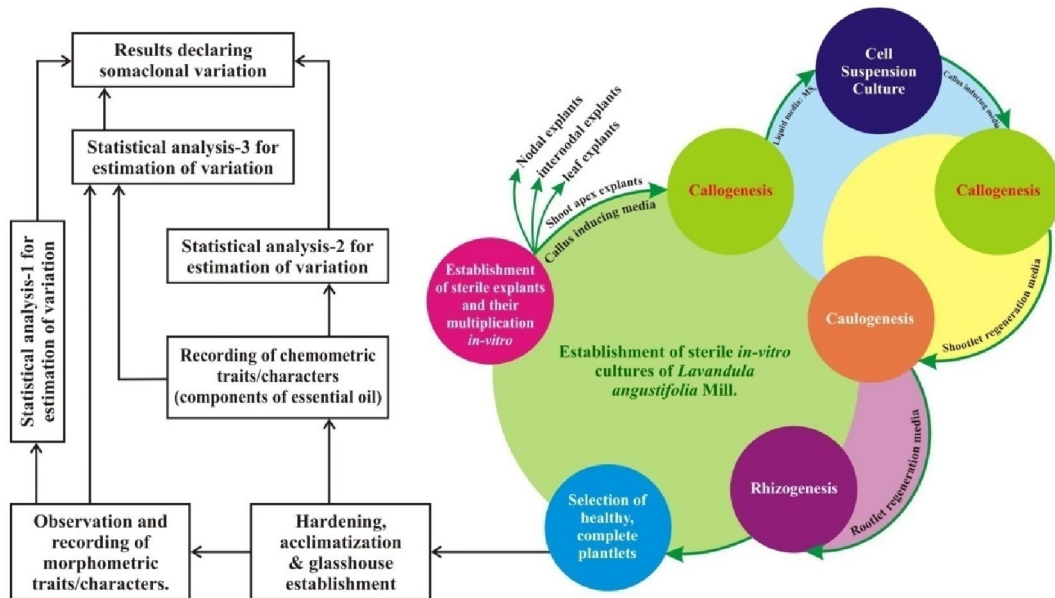 Results declaring
somaclonal variation
Statistical analysis-3 for
estimation of variation
Statistical analysis-1 for
estimation of variation
Statistical analysis-2 for
estimation of variation
Recording of chemometric
traits/characters
(components of essential oil)
Observation and
recording of
morphometric
traits/characters.
Hardening,
acclimatization
& glasshouse
establishment
Nodal explants
internodal explants
leaf explants
Shoot apex explants
Callus inducing media
Establishment
of sterile explants
and their
multiplication
in-vitro
Callogenesis
Liquid media: MS,
Cell
Suspension
Culture
Callus inducing media
Callogenesis
Shootlet regeneration media
Caulogenesis
Establishment of sterile in-vitro
cultures of Lavandula
angustifolia Mill.
Rootlet regeneration media
Rhizogenesis
Selection of
healthy,
complete
plantlets